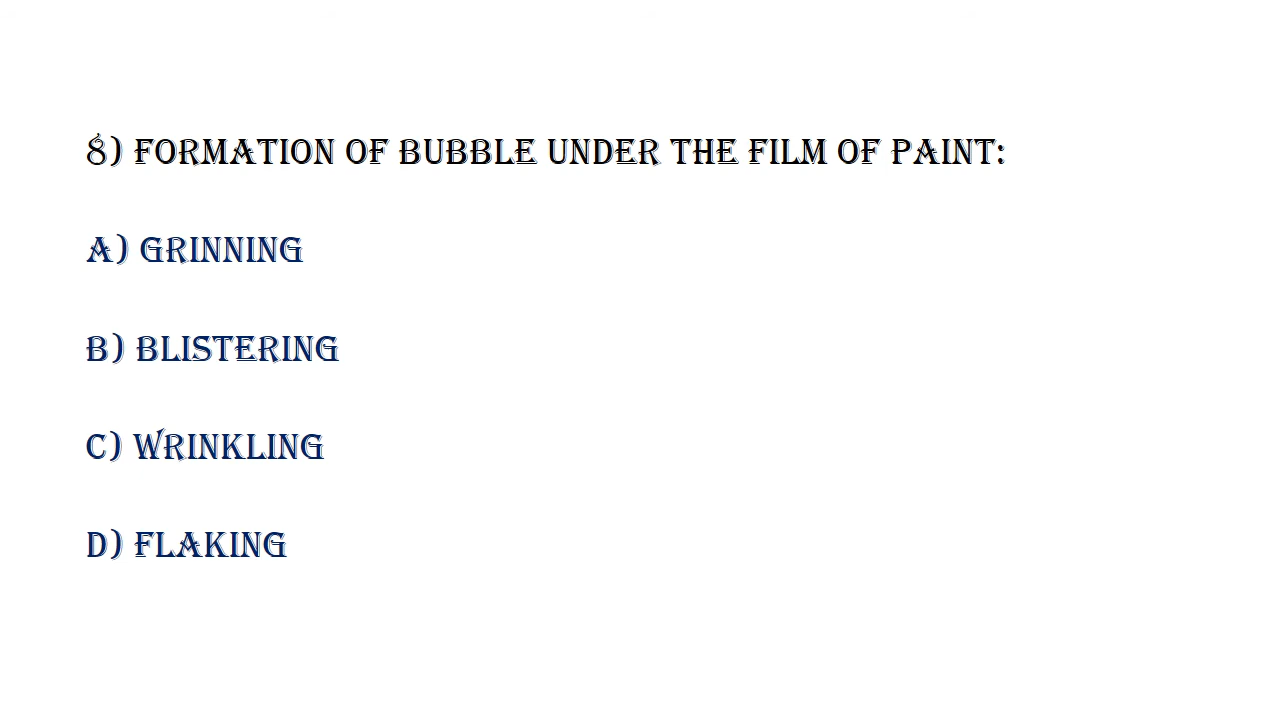 8) FORMATION OF BUBBLE UNDER THE FILM OF PAINT:
A) GRINNING
B) BLISTERING
C) WRINKLING
D) FLAKING